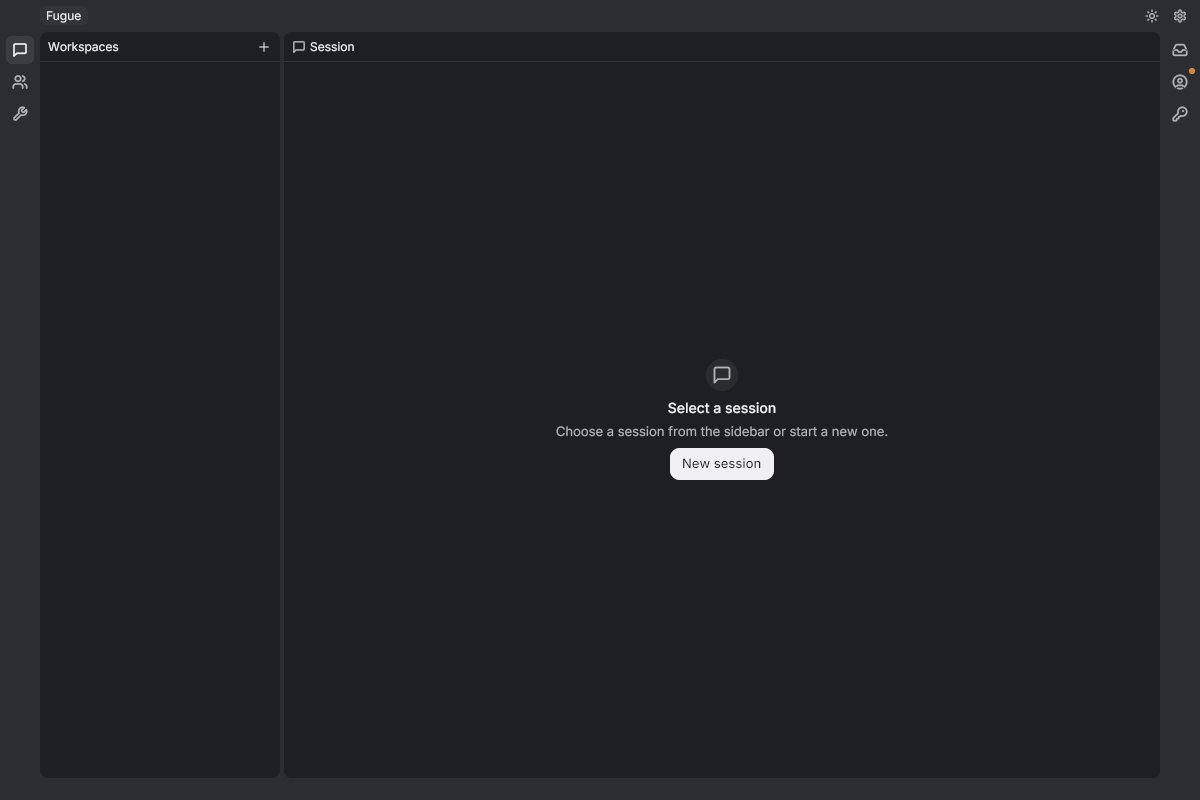 Fugue
Workspaces
Session
Select a session
Choose a session from the sidebar or start a new one.
New session